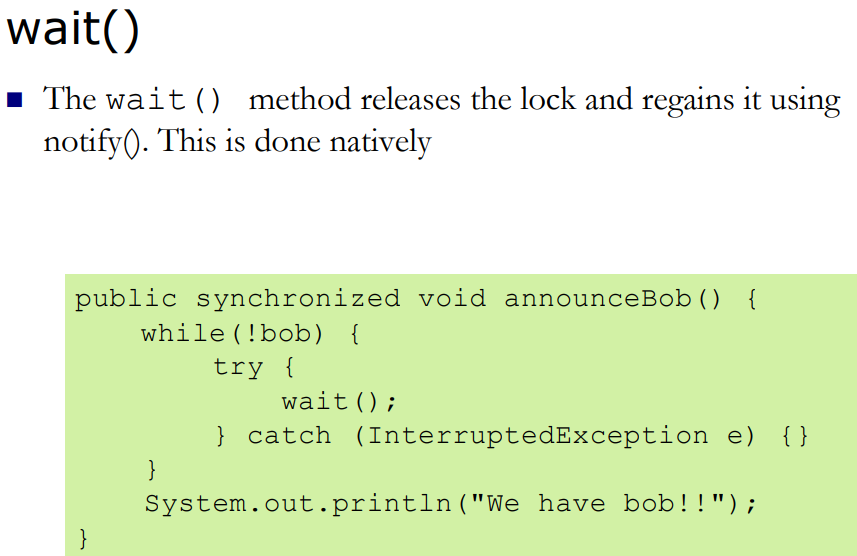 wait()
The wait() method releases the lock and regains it using
notify(). This is done natively
public synchronized void announceBob() {
while(!bob) {
try {
wait();
} catch (InterruptedException e) {}
}
System.out.println("We have bob!!");
}